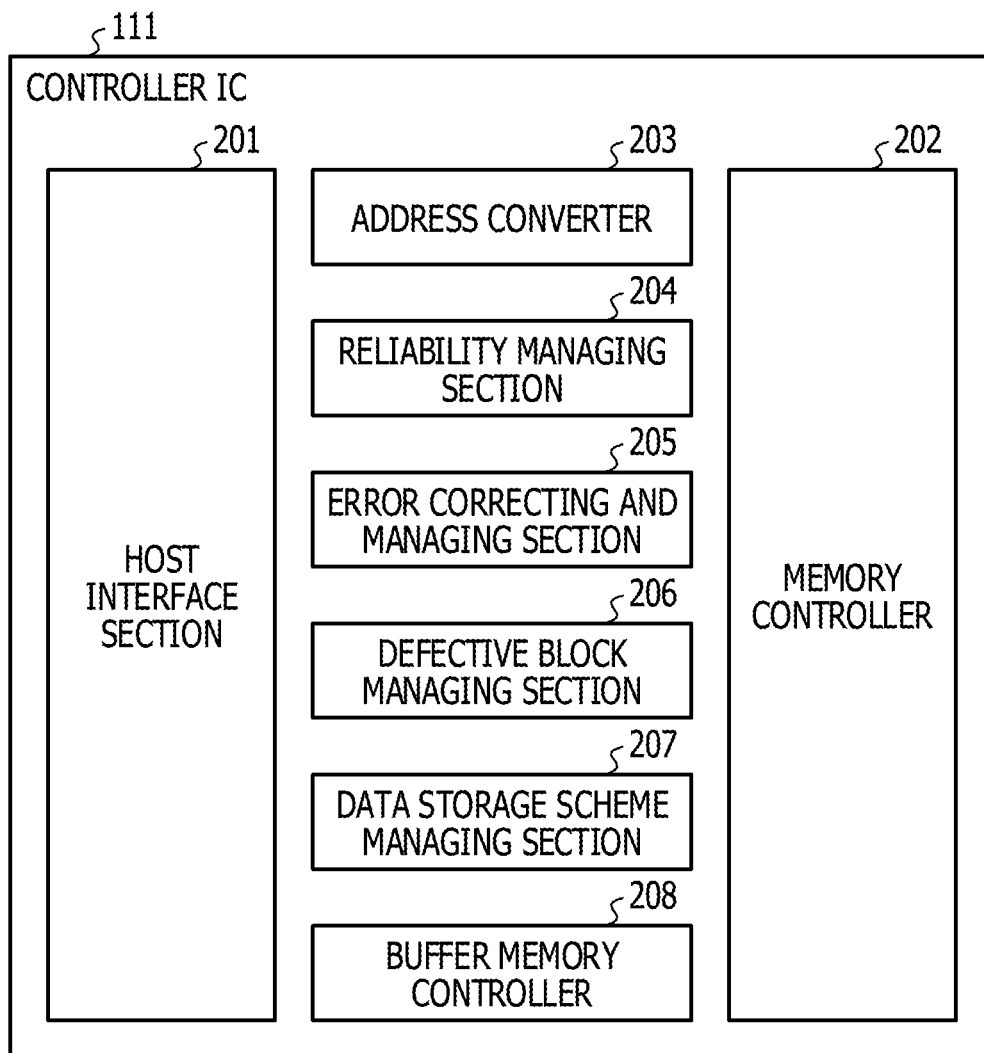 111
CONTROLLER IC
201
HOST
INTERFACE
SECTION
203
ADDRESS CONVERTER
204
RELIABILITY MANAGING
SECTION
205
ERROR CORRECTING AND
MANAGING SECTION
206
DEFECTIVE BLOCK
MANAGING SECTION
207
DATA STORAGE SCHEME
MANAGING SECTION
208
BUFFER MEMORY
CONTROLLER
202
MEMORY
CONTROLLER